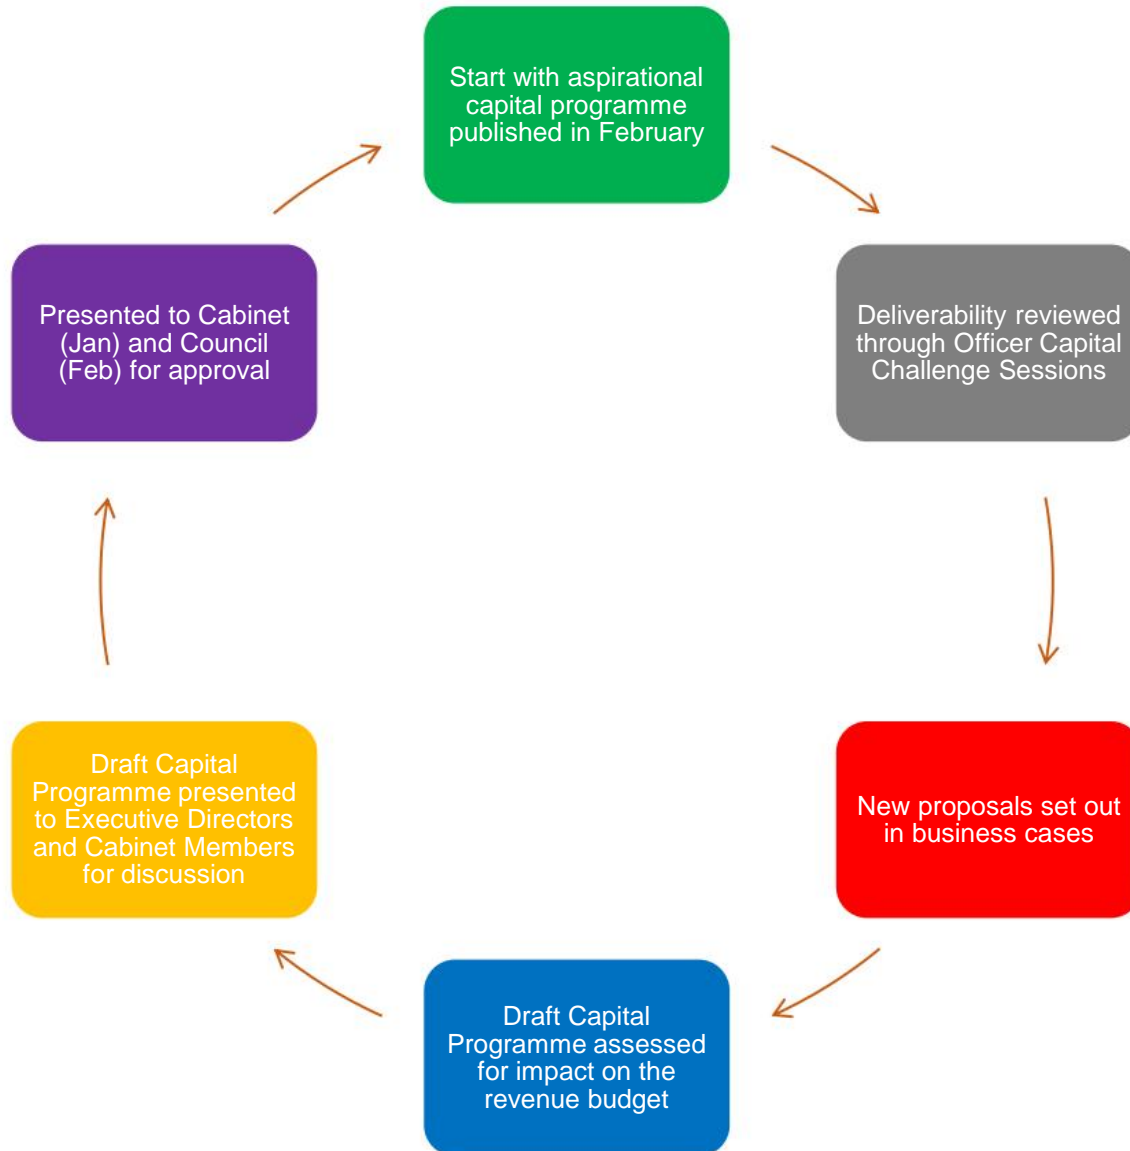 Start with aspirational
capital programme
published in February
Deliverability reviewed
through Officer Capital
Challenge Sessions
New proposals set out
in business cases
Draft Capital
Programme assessed
for impact on the
revenue budget
Draft Capital
Programme presented
to Executive Directors
and Cabinet Members
for discussion
Presented to Cabinet
(Jan) and Council
(Feb) for approval